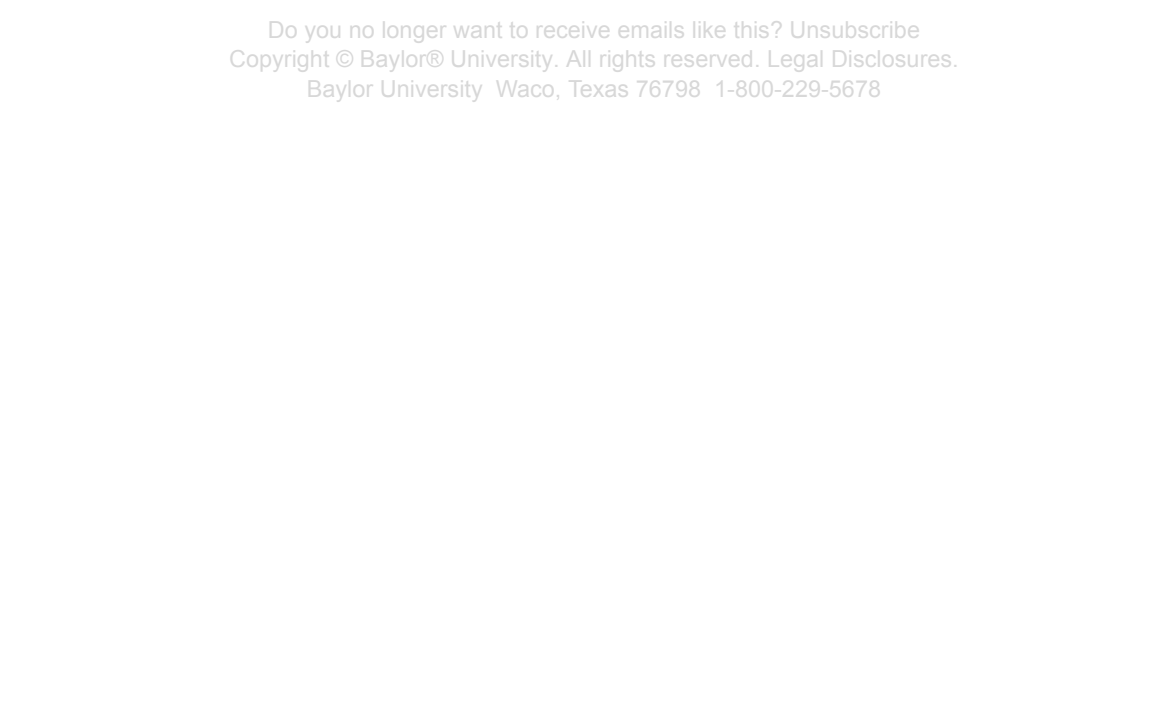 Do you no longer want to receive emails like this? Unsubscribe
Copyright © Baylor® University. All rights reserved. Legal Disclosures.
Baylor University  Waco, Texas 76798  1-800-229-5678